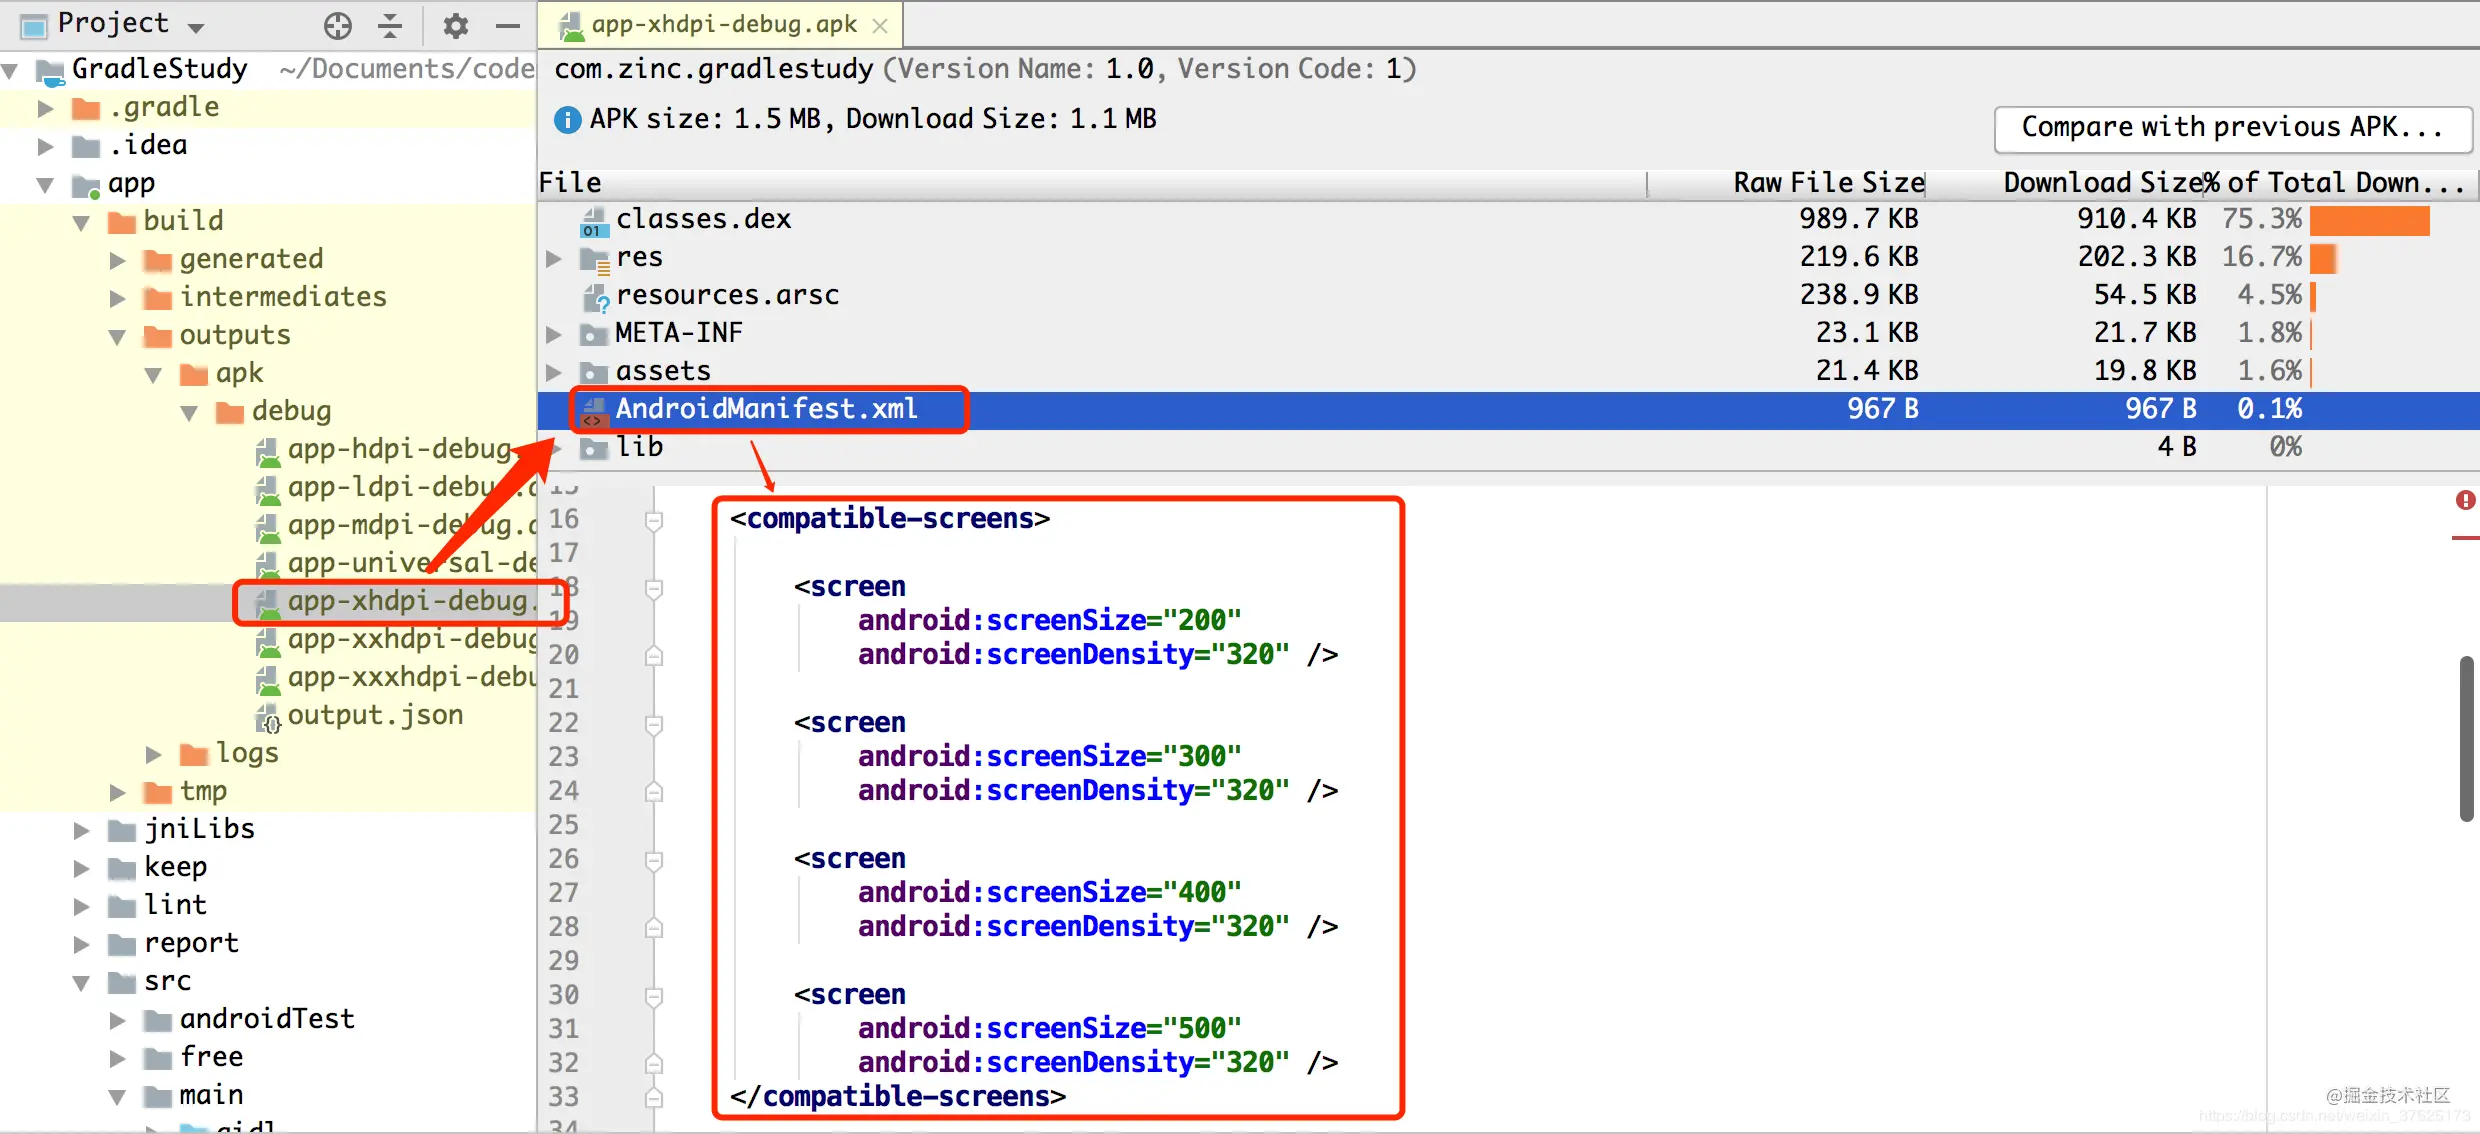 Project
GradleStudy ~/Documents/code
.gradle
.idea
app
build
generated
intermediates
outputs
apk
debug
app-hdpi-debug.
app-ldpi-debug.
app-mdpi-debug.
app-universal-de
app-xhdpi-debug.
app-xxhdpi-debug
app-xxxhdpi-debu
output.json
logs
tmp
jniLibs
keep
lint
report
src
androidTest
free
main
aidl
app-xhdpi-debug.apk
com.zinc.gradlestudy (Version Name: 1.0, Version Code: 1)
APK size: 1.5 MB, Download Size: 1.1 MB
Compare with previous APK...
File Raw File Size Download Size % of Total Down...
classes.dex 989.7 KB 910.4 KB 75.3%
res 219.6 KB 202.3 KB 16.7%
resources.arsc 238.9 KB 54.5 KB 4.5%
META-INF 23.1 KB 21.7 KB 1.8%
assets 21.4 KB 19.8 KB 1.6%
AndroidManifest.xml 967 B 967 B 0.1%
lib 4 B 0%
15
16 <compatible-screens>
17
18 <screen
19 android:screenSize="200"
20 android:screenDensity="320" />
21
22 <screen
23 android:screenSize="300"
24 android:screenDensity="320" />
25
26 <screen
27 android:screenSize="400"
28 android:screenDensity="320" />
29
30 <screen
31 android:screenSize="500"
32 android:screenDensity="320" />
33 </compatible-screens>
34
@掘金技术社区
https://blog.csdn.net/weixin_37625173